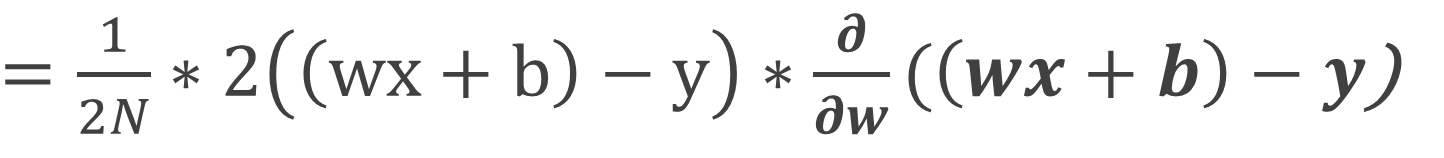 = 1/2N * 2((wx + b) − y) * ∂/∂w ((wx + b) − y)